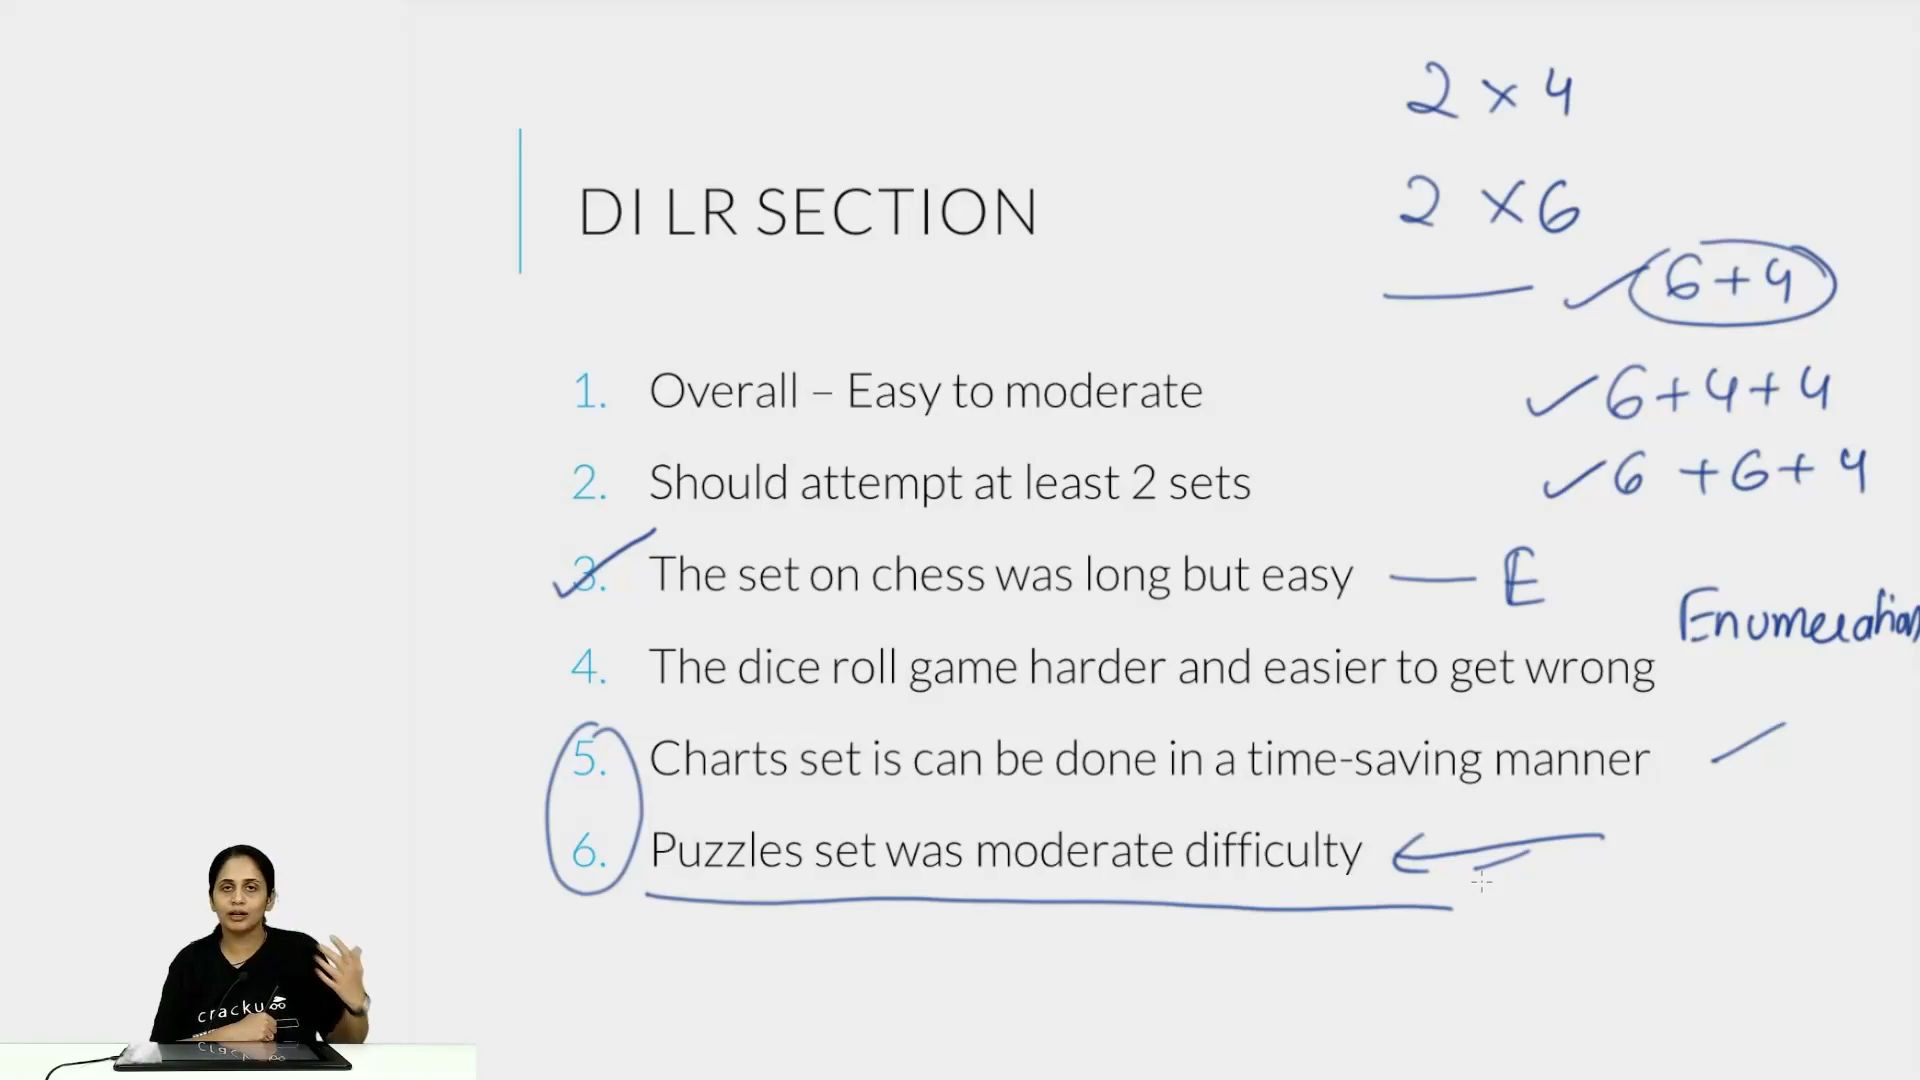 2 × 4
DI LR SECTION
2 × 6
6+4
1. Overall – Easy to moderate
6+4+4
2. Should attempt at least 2 sets
6+6+4
3. The set on chess was long but easy — E
Enumeration
4. The dice roll game harder and easier to get wrong
5. Charts set is can be done in a time-saving manner
6. Puzzles set was moderate difficulty
cracku
cracku